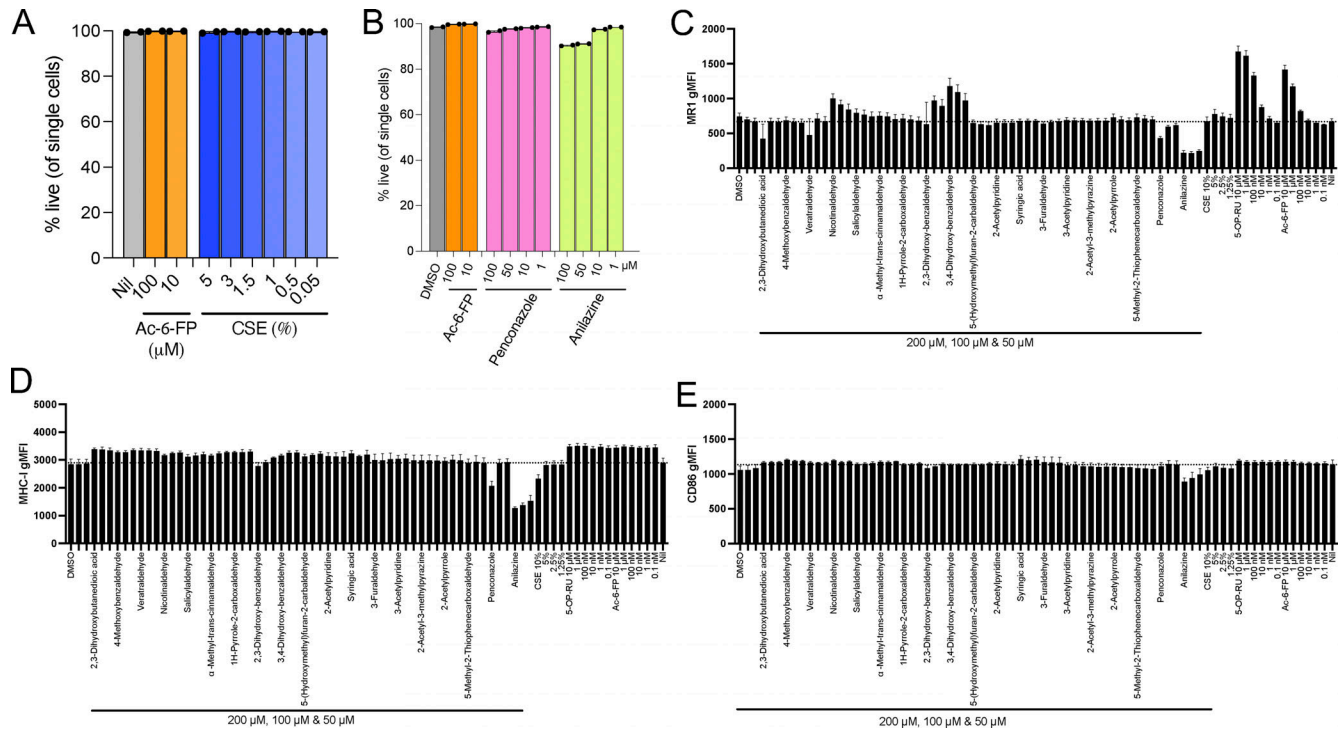 A
% live (of single cells)
100
80
60
40
20
0
Nil
100
10
5
3
1.5
1
0.5
0.05
Ac-6-FP
(µM)
CSE (%)
B
% live (of single cells)
100
80
60
40
20
0
DMSO
100
10
100
50
10
1
100
50
10
1
µM
Ac-6-FP
Penconazole
Anilazine
C
MR1 gMFI
2000
1500
1000
500
0
DMSO
2,3-Dihydroxybutanedioic acid
4-Methoxybenzaldehyde
Veratraldehyde
Nicotinaldehyde
Salicylaldehyde
α -Methyl-trans-cinnamaldehyde
1H-Pyrrole-2-carboxaldehyde
2,3-Dihydroxy-benzaldehyde
3,4-Dihydroxy-benzaldehyde
5-(Hydroxymethyl)furan-2-carbaldehyde
2-Acetylpyridine
Syringic acid
3-Furaldehyde
3-Acetylpyridine
2-Acetyl-3-methylpyrazine
2-Acetylpyrrole
5-Methyl-2-Thiophenecarboxaldehyde
Penconazole
Anilazine
CSE 10%
5%
2.5%
1.25%
5-OP-RU 10 µM
1 µM
100 nM
10 nM
1 nM
0.1 nM
Ac-6-FP 10 µM
1 µM
100 nM
10 nM
1 nM
0.1 nM
Nil
200 µM, 100 µM & 50 µM
D
MHC-I gMFI
5000
4000
3000
2000
1000
0
DMSO
2,3-Dihydroxybutanedioic acid
4-Methoxybenzaldehyde
Veratraldehyde
Nicotinaldehyde
Salicylaldehyde
α -Methyl-trans-cinnamaldehyde
1H-Pyrrole-2-carboxaldehyde
2,3-Dihydroxy-benzaldehyde
3,4-Dihydroxy-benzaldehyde
5-(Hydroxymethyl)furan-2-carbaldehyde
2-Acetylpyridine
Syringic acid
3-Furaldehyde
3-Acetylpyridine
2-Acetyl-3-methylpyrazine
2-Acetylpyrrole
5-Methyl-2-Thiophenecarboxaldehyde
Penconazole
Anilazine
CSE 10%
5%
2.5%
1.25%
5-OP-RU 10 µM
1 µM
100 nM
10 nM
1 nM
0.1 nM
Ac-6-FP 10 µM
1 µM
100 nM
10 nM
1 nM
0.1 nM
Nil
200 µM, 100 µM & 50 µM
E
CD86 gMFI
2000
1500
1000
500
0
DMSO
2,3-Dihydroxybutanedioic acid
4-Methoxybenzaldehyde
Veratraldehyde
Nicotinaldehyde
Salicylaldehyde
α -Methyl-trans-cinnamaldehyde
1H-Pyrrole-2-carboxaldehyde
2,3-Dihydroxy-benzaldehyde
3,4-Dihydroxy-benzaldehyde
5-(Hydroxymethyl)furan-2-carbaldehyde
2-Acetylpyridine
Syringic acid
3-Furaldehyde
3-Acetylpyridine
2-Acetyl-3-methylpyrazine
2-Acetylpyrrole
5-Methyl-2-Thiophenecarboxaldehyde
Penconazole
Anilazine
CSE 10%
5%
2.5%
1.25%
5-OP-RU 10 µM
1 µM
100 nM
10 nM
1 nM
0.1 nM
Ac-6-FP 10 µM
1 µM
100 nM
10 nM
1 nM
0.1 nM
Nil
200 µM, 100 µM & 50 µM